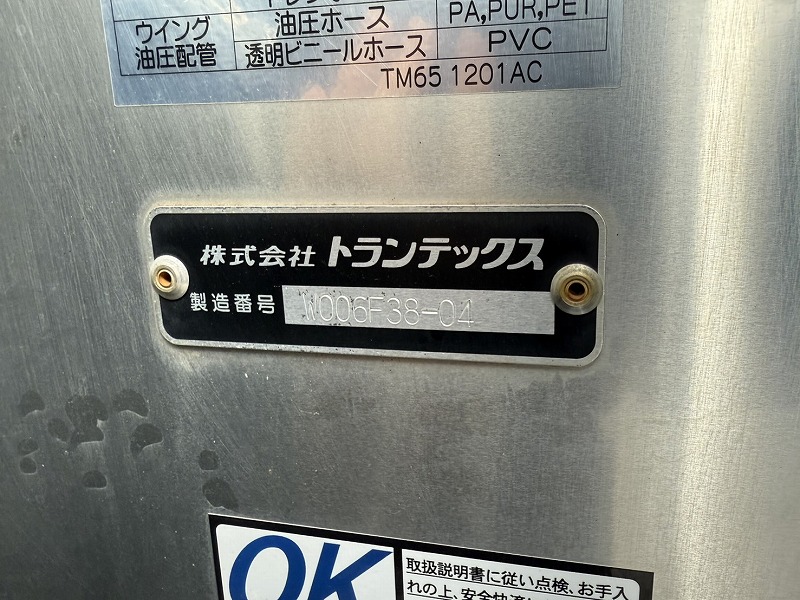 油圧ホース PA,PUR,PET
ウイング
油圧配管
透明ビニールホース PVC
TM65 1201AC
株式会社 トランテックス
製造番号 W006F38-04
OK
取扱説明書に従い点検、お手入
れの上、安全快適に